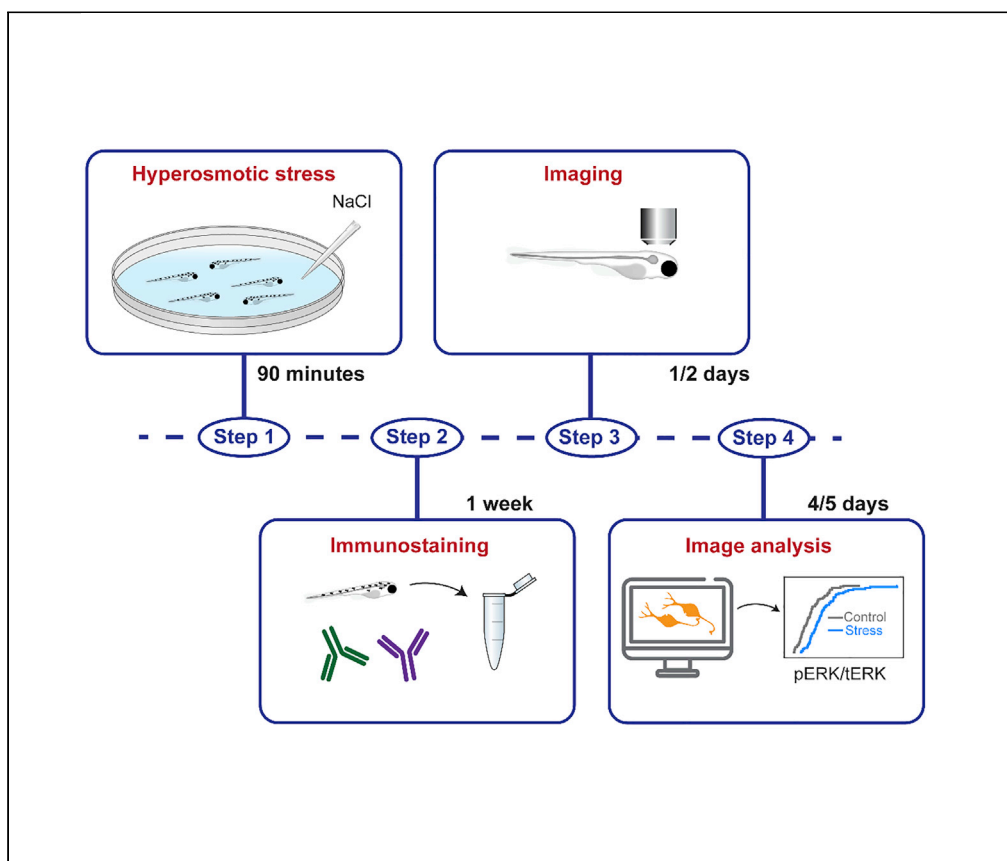 Hyperosmotic stress
NaCl
90 minutes
Imaging
1/2 days
Step 1
Step 2
Step 3
Step 4
1 week
Immunostaining
4/5 days
Image analysis
Control
Stress
pERK/tERK